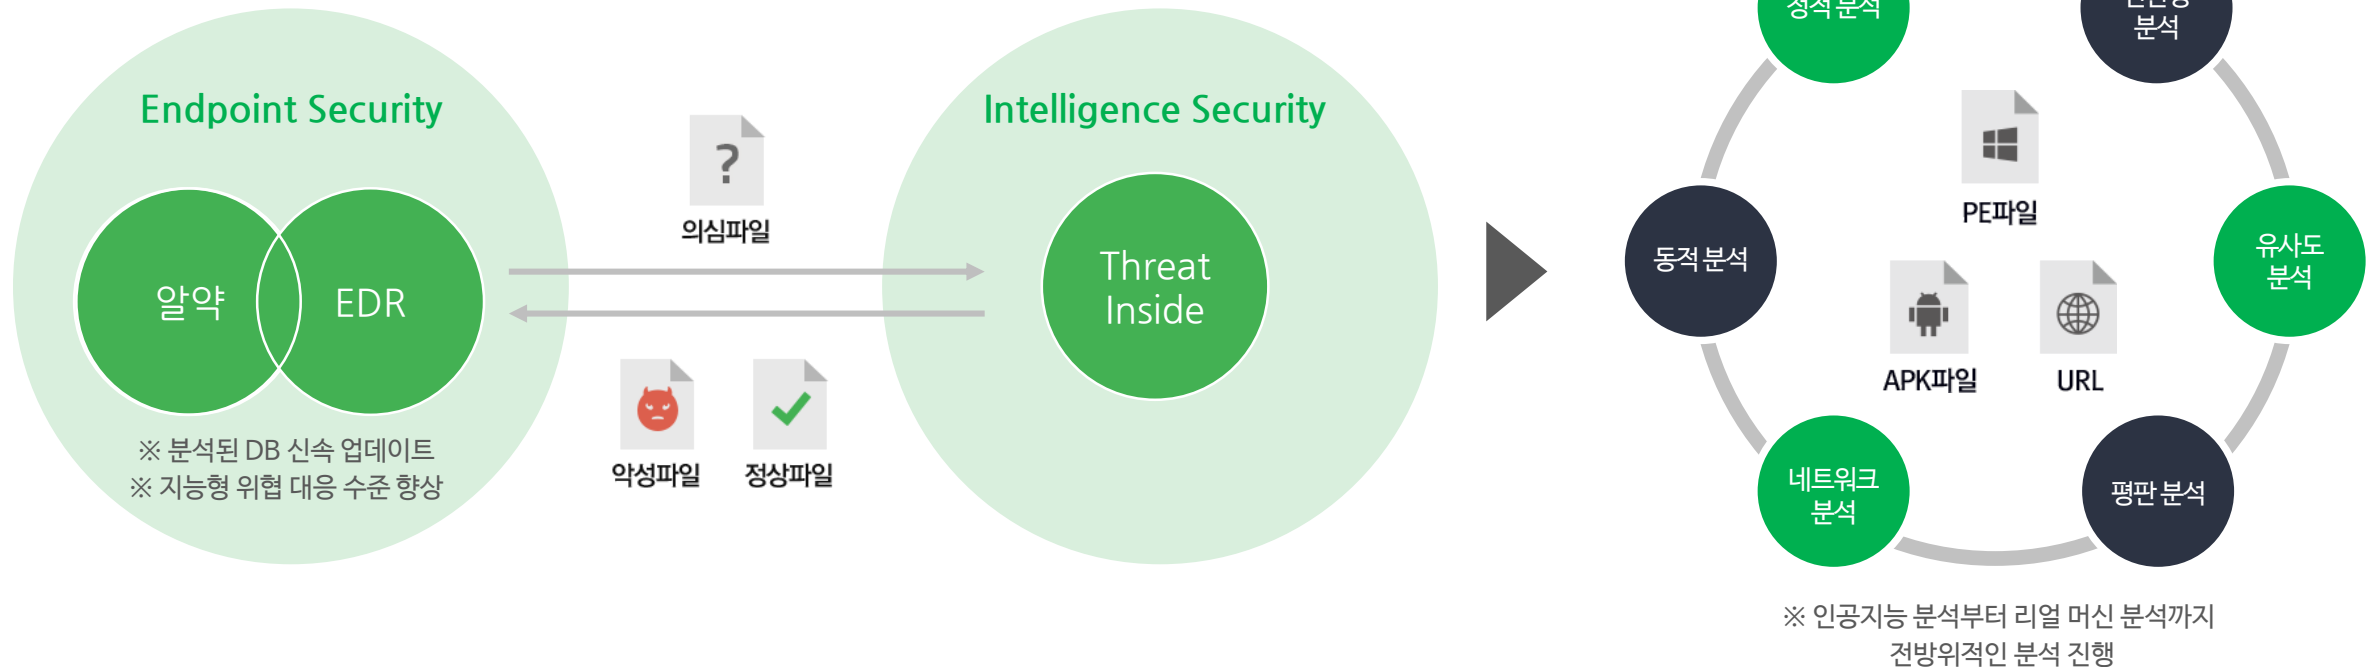 Endpoint Security
알약
EDR
※ 분석된 DB 신속 업데이트
※ 지능형 위협 대응 수준 향상
?
의심파일
악성파일
정상파일
Intelligence Security
Threat
Inside
정적 분석
분석
동적 분석
유사도
분석
네트워크
분석
평판 분석
PE파일
APK파일
URL
※ 인공지능 분석부터 리얼 머신 분석까지
전방위적인 분석 진행